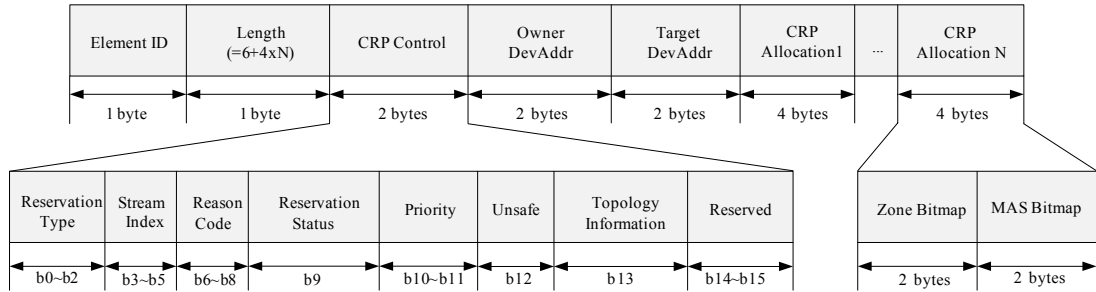 Element ID
Length
(=6+4xN)
CRP Control
Owner
DevAddr
Target
DevAddr
CRP
Allocation1
...
CRP
Allocation N
1 byte
1 byte
2 bytes
2 bytes
2 bytes
4 bytes
4 bytes
Reservation
Type
Stream
Index
Reason
Code
Reservation
Status
Priority
Unsafe
Topology
Information
Reserved
Zone Bitmap
MAS Bitmap
b0~b2
b3~b5
b6~b8
b9
b10~b11
b12
b13
b14~b15
2 bytes
2 bytes